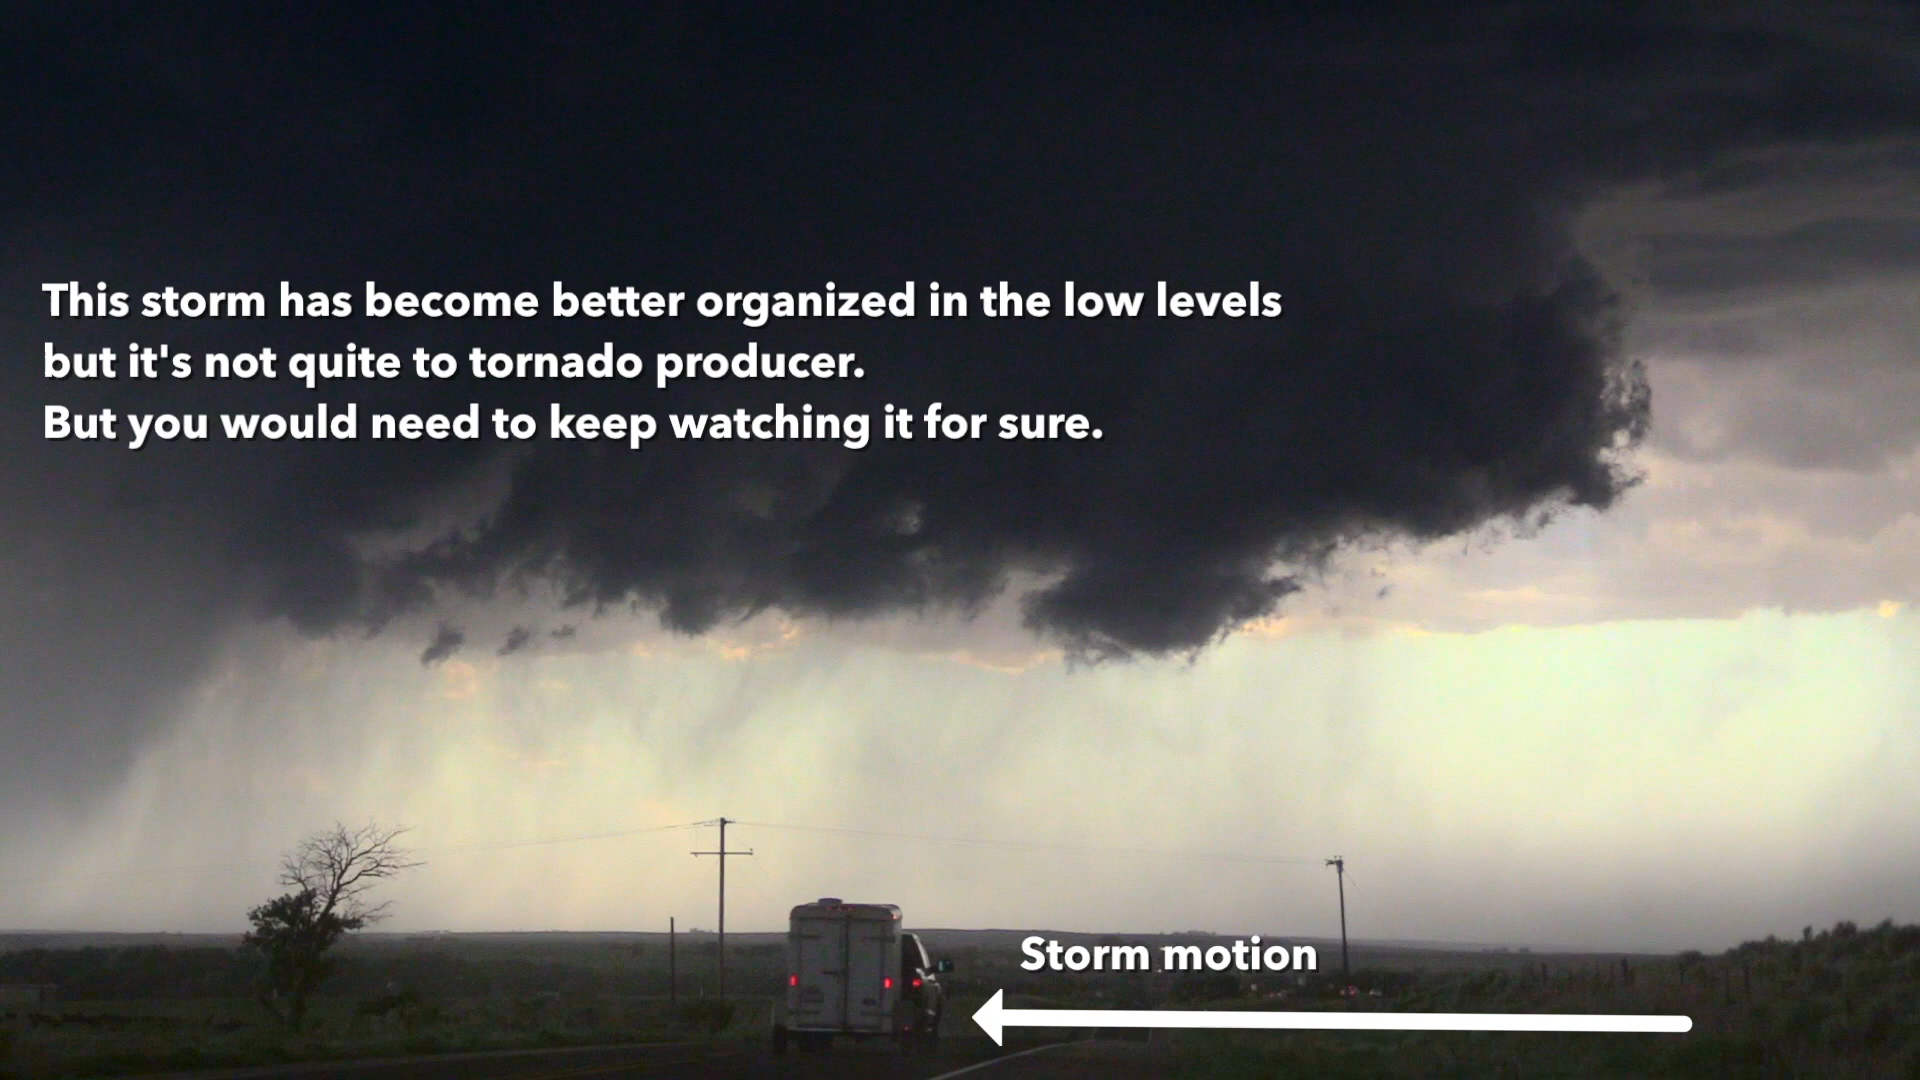 This storm has become better organized in the low levels
but it's not quite to tornado producer.
But you would need to keep watching it for sure.
Storm motion